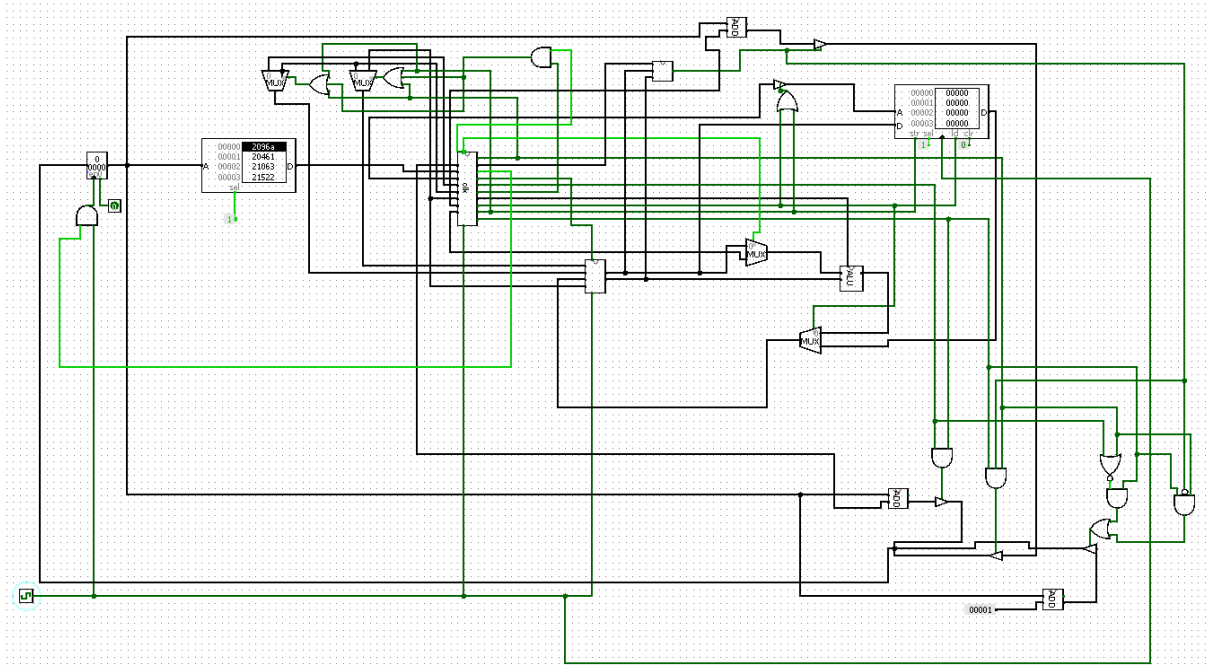 ADD
MUX
MUX
00000 00000
00001 00000
00002 00000
00003 00000
A
D
D
str sel
ld clr
1
0
0
0000
00000 2096a
00001 20461
00002 21063
00003 21522
A
D
sel
1
clk
MUX
ALU
MUX
ADD
ADD
00001